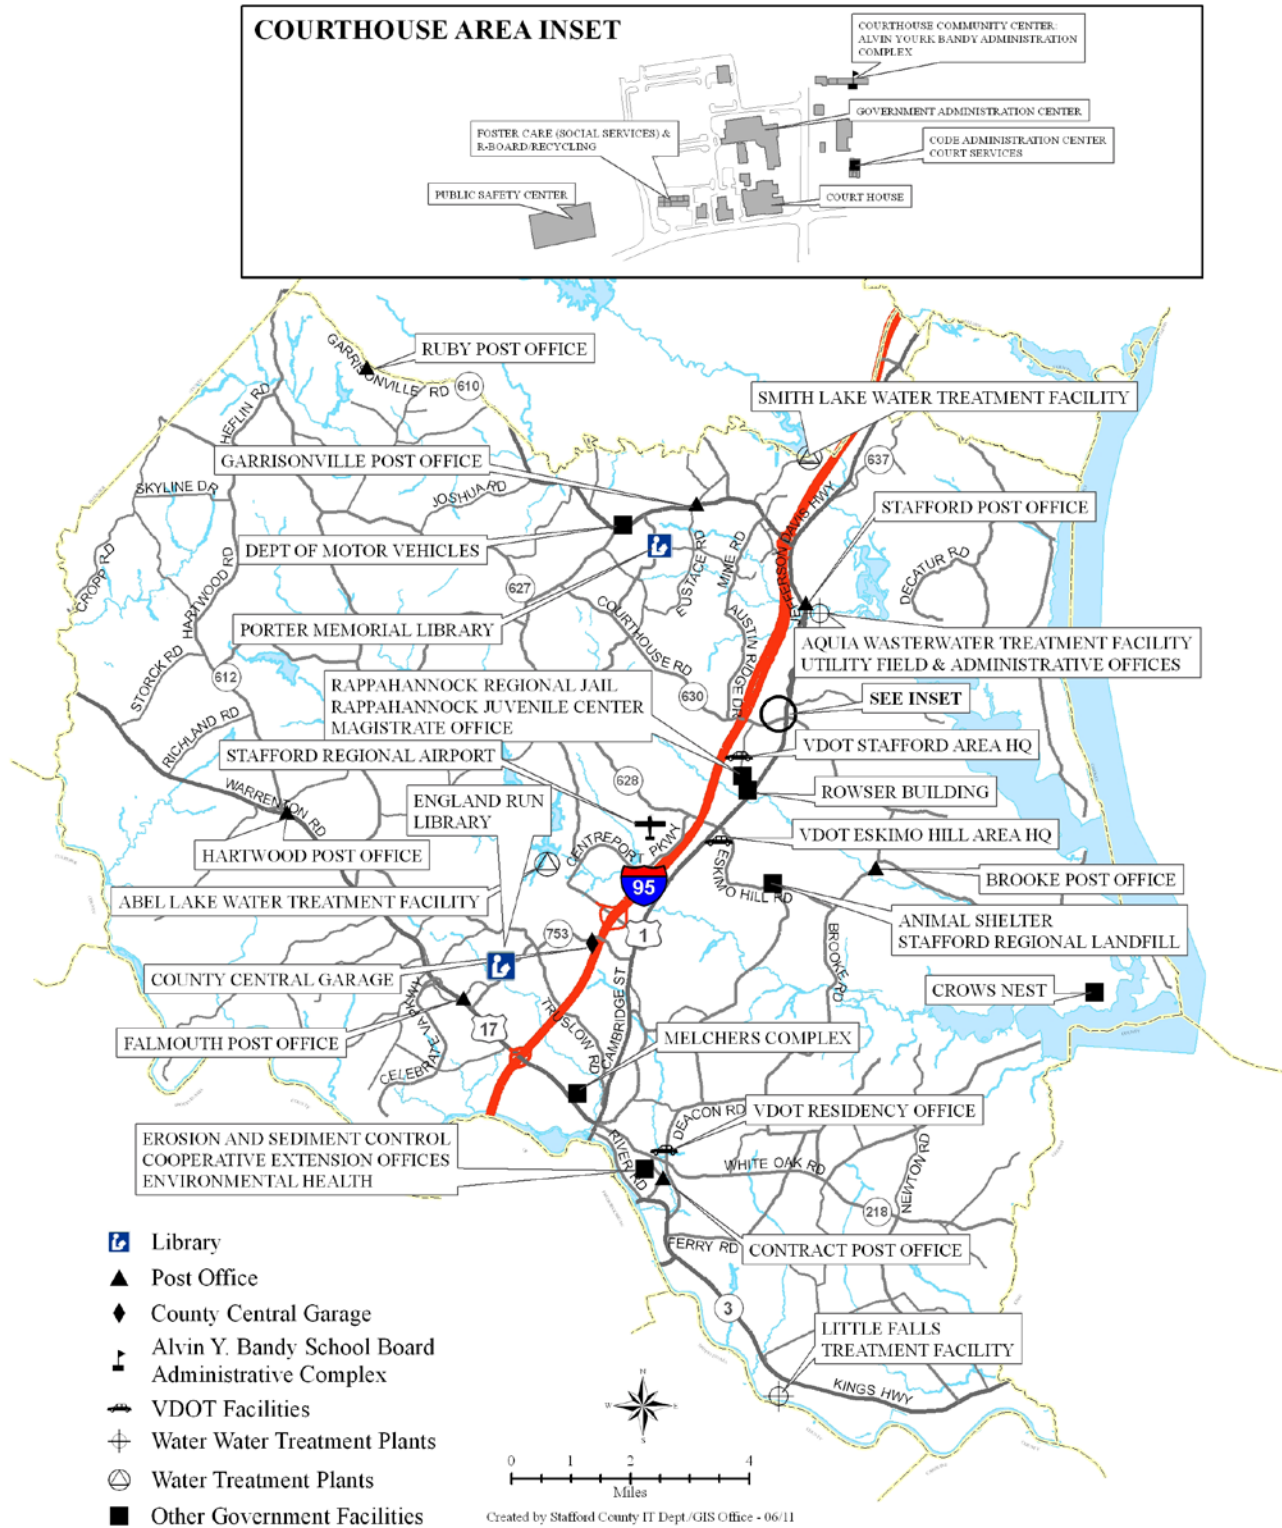 COURTHOUSE AREA INSET
COURTHOUSE COMMUNITY CENTER:
ALVIN YOURK BANDY ADMINISTRATION
COMPLEX
GOVERNMENT ADMINISTRATION CENTER
FOSTER CARE (SOCIAL SERVICES) &
R-BOARD/RECYCLING
CODE ADMINISTRATION CENTER
COURT SERVICES
PUBLIC SAFETY CENTER
COURT HOUSE
RUBY POST OFFICE
GARRISONVILLE RD
610
SMITH LAKE WATER TREATMENT FACILITY
HEFLIN RD
GARRISONVILLE POST OFFICE
637
SKYLINE DR
JOSHUA RD
JEFFERSON DAVIS HWY
STAFFORD POST OFFICE
DEPT OF MOTOR VEHICLES
CROPP RD
HARTWOOD RD
627
EUSTACE RD
MINE RD
DECATUR RD
PORTER MEMORIAL LIBRARY
COURTHOUSE RD
AUSTIN RIDGE DR
AQUIA WASTERWATER TREATMENT FACILITY
UTILITY FIELD & ADMINISTRATIVE OFFICES
STORCK RD
612
RAPPAHANNOCK REGIONAL JAIL
RAPPAHANNOCK JUVENILE CENTER
MAGISTRATE OFFICE
630
SEE INSET
RICHLAND RD
STAFFORD REGIONAL AIRPORT
VDOT STAFFORD AREA HQ
628
WARRENTON RD
ENGLAND RUN
LIBRARY
ROWSER BUILDING
CENTREPORT PKWY
VDOT ESKIMO HILL AREA HQ
HARTWOOD POST OFFICE
ESKIMO HILL RD
BROOKE POST OFFICE
95
ABEL LAKE WATER TREATMENT FACILITY
ANIMAL SHELTER
STAFFORD REGIONAL LANDFILL
753
1
BROOKE RD
COUNTY CENTRAL GARAGE
CROWS NEST
CELEBRATE VA PKWY
17
TRUSLOW RD
CAMBRIDGE ST
FALMOUTH POST OFFICE
MELCHERS COMPLEX
DEACON RD
VDOT RESIDENCY OFFICE
EROSION AND SEDIMENT CONTROL
COOPERATIVE EXTENSION OFFICES
ENVIRONMENTAL HEALTH
RIVER RD
WHITE OAK RD
NEWTON RD
218
FERRY RD
CONTRACT POST OFFICE
3
LITTLE FALLS
TREATMENT FACILITY
KINGS HWY
Library
Post Office
County Central Garage
Alvin Y. Bandy School Board
Administrative Complex
VDOT Facilities
Water Water Treatment Plants
Water Treatment Plants
Other Government Facilities
N
W E
S
0 1 2 4
Miles
Created by Stafford County IT Dept./GIS Office - 06/11